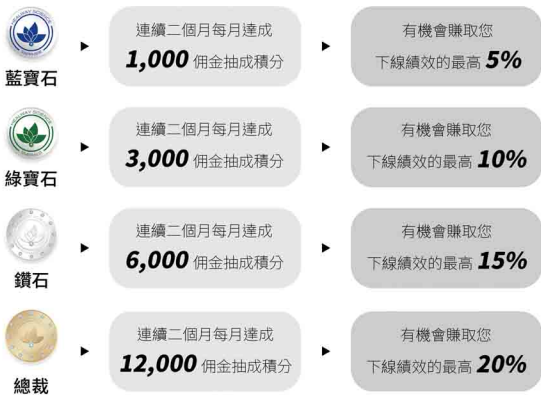 藍寶石
連續二個月每月達成
1,000 佣金抽成積分
有機會賺取您
下線績效的最高 5%
綠寶石
連續二個月每月達成
3,000 佣金抽成積分
有機會賺取您
下線績效的最高 10%
鑽石
連續二個月每月達成
6,000 佣金抽成積分
有機會賺取您
下線績效的最高 15%
總裁
連續二個月每月達成
12,000 佣金抽成積分
有機會賺取您
下線績效的最高 20%